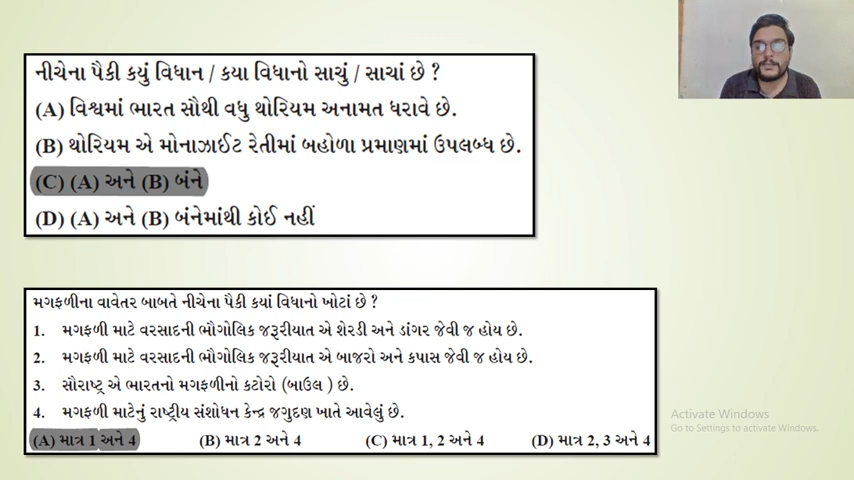 નીચેના પૈકી કયું વિધાન / કયા વિધાનો સાચું / સાચાં છે ?
(A) વિશ્વમાં ભારત સૌથી વધુ થોરિયમ અનામત ધરાવે છે.
(B) થોરિયમ એ મોનાઝાઈટ રેતીમાં બહોળા પ્રમાણમાં ઉપલબ્ધ છે.
(C) (A) અને (B) બંને
(D) (A) અને (B) બંનેમાંથી કોઈ નહીં
મગફળીના વાવેતર બાબતે નીચેના પૈકી કયાં વિધાનો ખોટાં છે ?
1. મગફળી માટે વરસાદની ભૌગોલિક જરૂરીયાત એ શેરડી અને ડાંગર જેવી જ હોય છે.
2. મગફળી માટે વરસાદની ભૌગોલિક જરૂરીયાત એ બાજરો અને કપાસ જેવી જ હોય છે.
3. સૌરાષ્ટ્ર એ ભારતનો મગફળીનો કટોરો (બાઉલ ) છે.
4. મગફળી માટેનું રાષ્ટ્રીય સંશોધન કેન્દ્ર જગુદણ ખાતે આવેલું છે.
(A) માત્ર 1 અને 4 (B) માત્ર 2 અને 4 (C) માત્ર 1, 2 અને 4 (D) માત્ર 2, 3 અને 4
Activate Windows
Go to Settings to activate Windows.